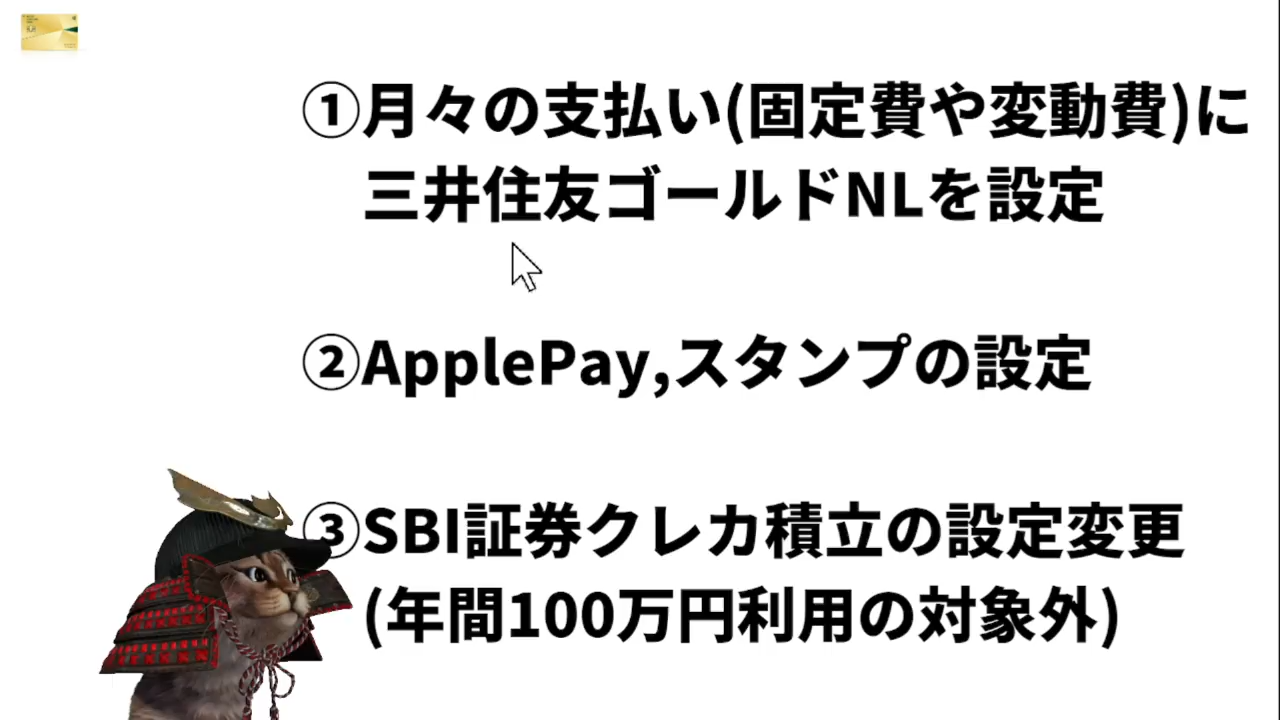 ①月々の支払い(固定費や変動費)に
三井住友ゴールドNLを設定
②ApplePay,スタンプの設定
③SBI証券クレカ積立の設定変更
(年間100万円利用の対象外)